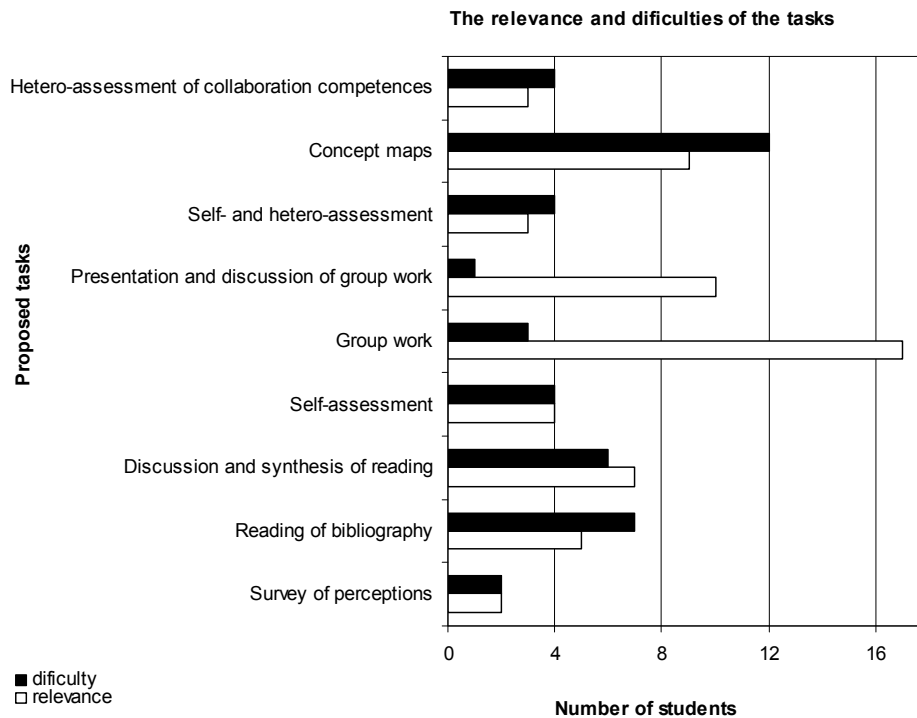 The relevance and dificulties of the tasks
Hetero-assessment of collaboration competences
Concept maps
Self- and hetero-assessment
Presentation and discussion of group work
Group work
Self-assessment
Discussion and synthesis of reading
Reading of bibliography
Survey of perceptions
Proposed tasks
0 4 8 12 16
Number of students
dificulty
relevance